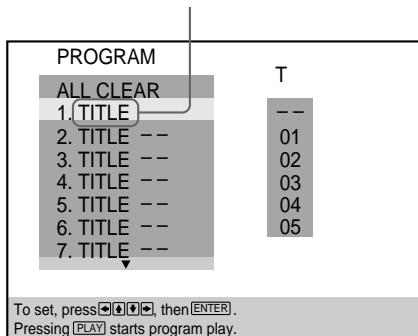 PROGRAM
T
ALL CLEAR
1. TITLE
2. TITLE – –
3. TITLE – –
4. TITLE – –
5. TITLE – –
6. TITLE – –
7. TITLE – –
– –
01
02
03
04
05
To set, press ←↑↓→, then ENTER.
Pressing PLAY starts program play.